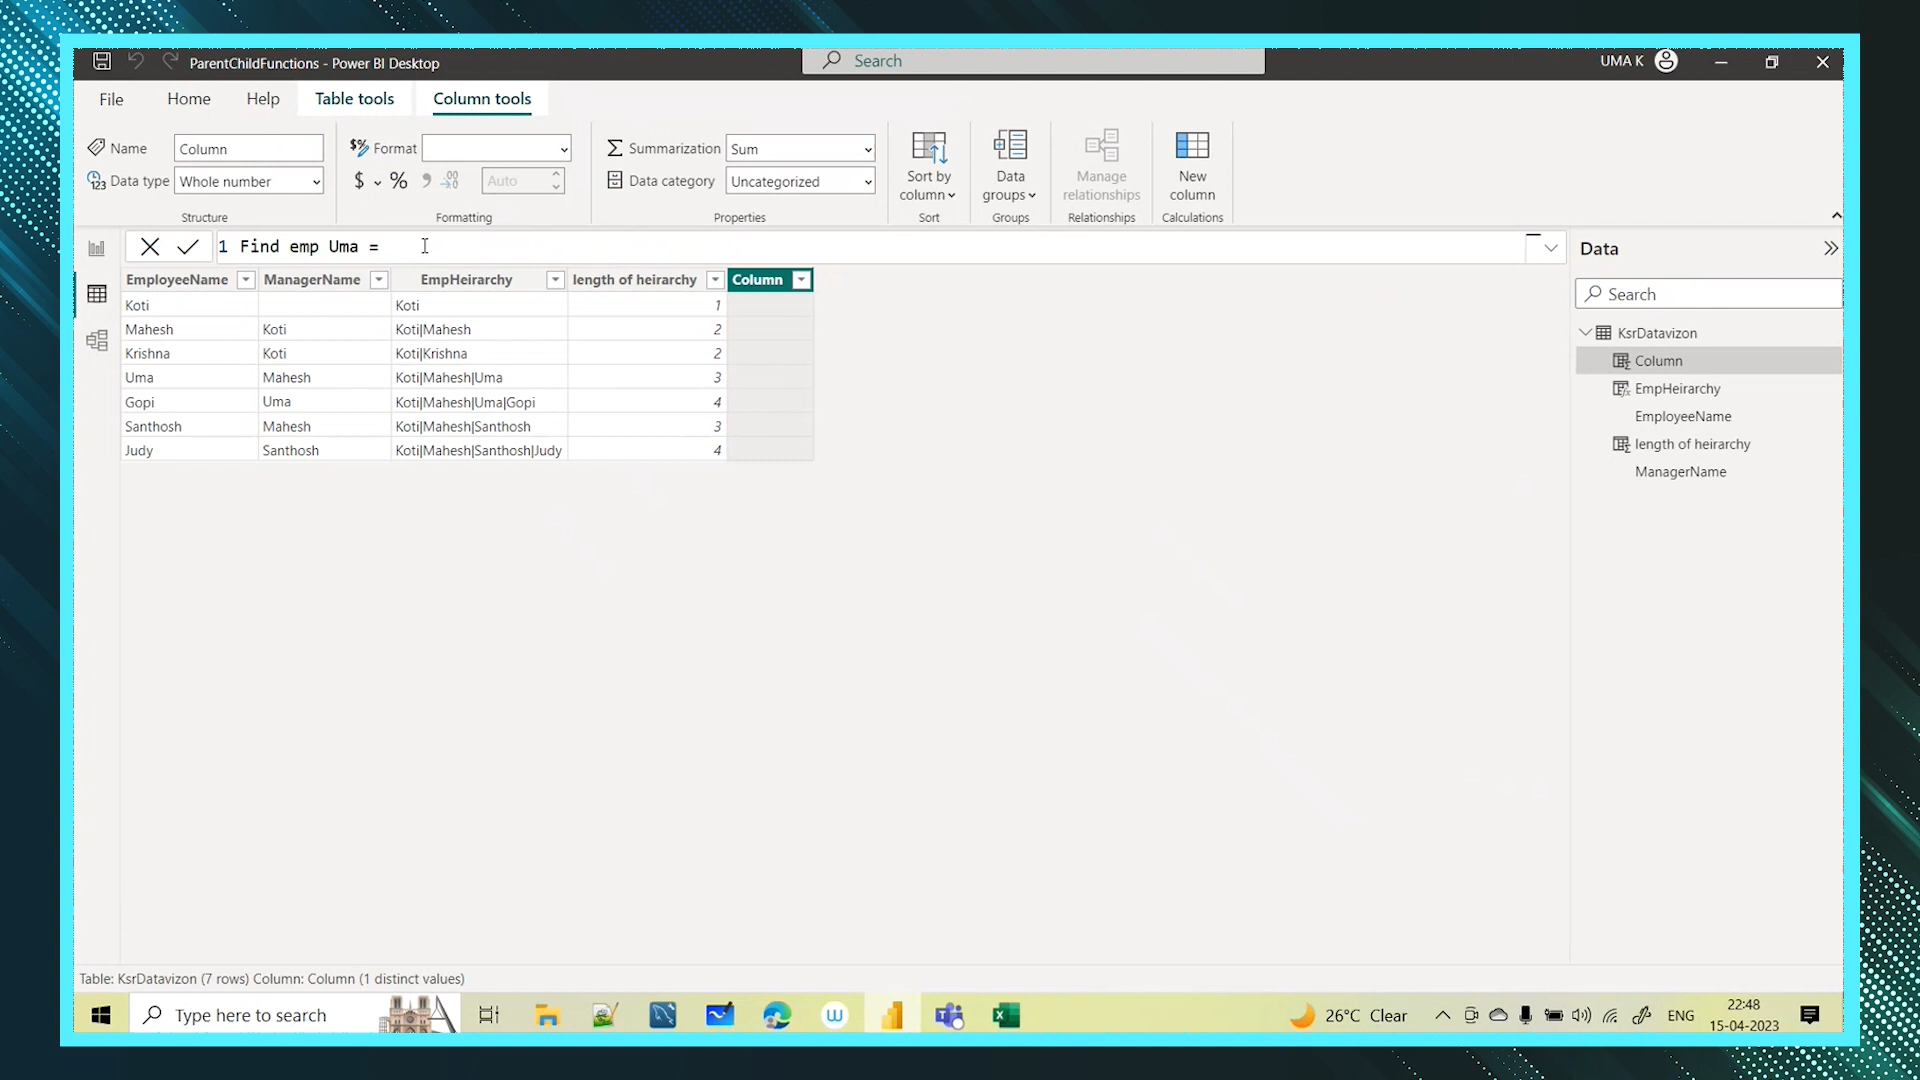 ParentChildFunctions - Power BI Desktop
Search
UMA K
File Home Help Table tools Column tools
Name Column
Data type Whole number
Structure
Format
$ % Auto
Formatting
Summarization Sum
Data category Uncategorized
Properties
Sort by column
Sort
Data groups
Groups
Manage relationships
Relationships
New column
Calculations
1 Find emp Uma =
EmployeeName ManagerName EmpHeirarchy length of heirarchy Column
Koti Koti 1
Mahesh Koti Koti|Mahesh 2
Krishna Koti Koti|Krishna 2
Uma Mahesh Koti|Mahesh|Uma 3
Gopi Uma Koti|Mahesh|Uma|Gopi 4
Santhosh Mahesh Koti|Mahesh|Santhosh 3
Judy Santhosh Koti|Mahesh|Santhosh|Judy 4
Data
Search
KsrDatavizon
Column
EmpHeirarchy
EmployeeName
length of heirarchy
ManagerName
Table: KsrDatavizon (7 rows) Column: Column (1 distinct values)
Type here to search
26°C Clear
ENG
22:48
15-04-2023